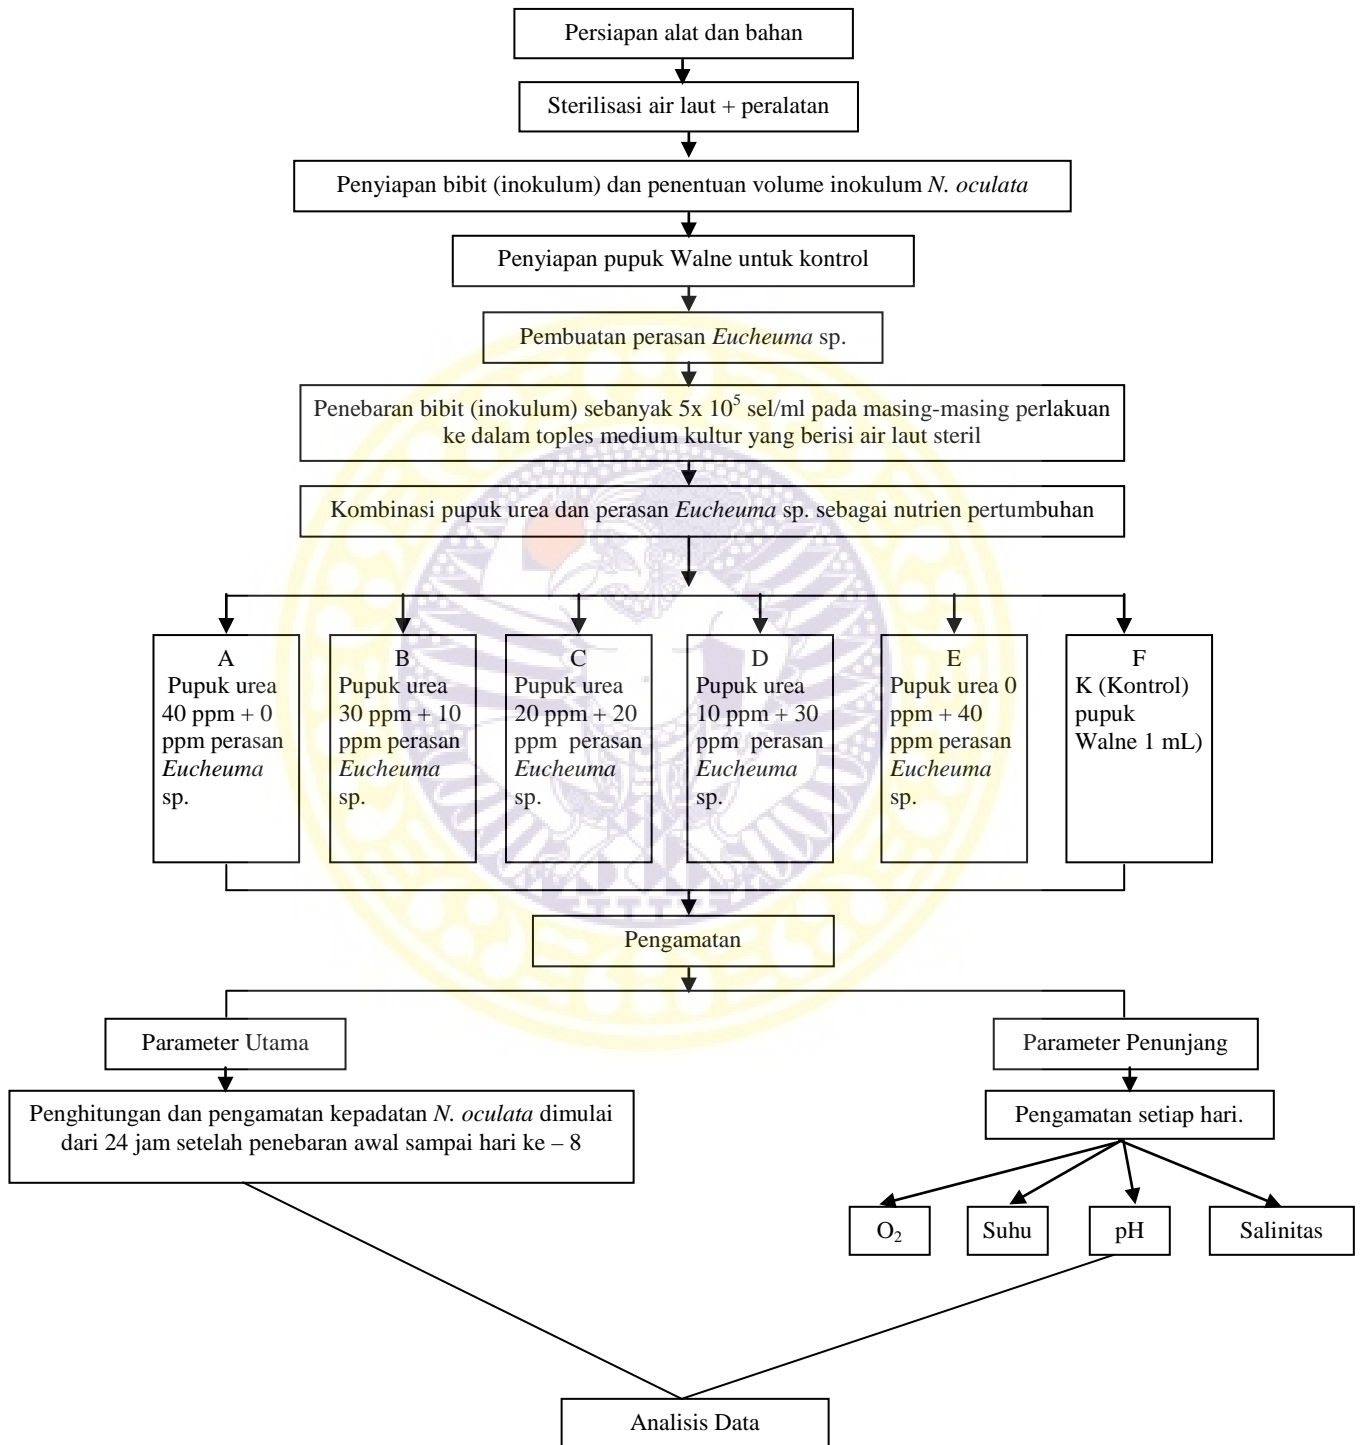 Persiapan alat dan bahan
Sterilisasi air laut + peralatan
Penyiapan bibit (inokulum) dan penentuan volume inokulum N. oculata
Penyiapan pupuk Walne untuk kontrol
Pembuatan perasan Eucheuma sp.
Penebaran bibit (inokulum) sebanyak 5x 10⁵ sel/ml pada masing-masing perlakuan
ke dalam toples medium kultur yang berisi air laut steril
Kombinasi pupuk urea dan perasan Eucheuma sp. sebagai nutrien pertumbuhan
A
Pupuk urea
40 ppm + 0
ppm perasan
Eucheuma
sp.
B
Pupuk urea
30 ppm + 10
ppm perasan
Eucheuma
sp.
C
Pupuk urea
20 ppm + 20
ppm perasan
Eucheuma
sp.
D
Pupuk urea
10 ppm + 30
ppm perasan
Eucheuma
sp.
E
Pupuk urea 0
ppm + 40
ppm perasan
Eucheuma
sp.
F
K (Kontrol)
pupuk
Walne 1 mL)
Pengamatan
Parameter Utama
Parameter Penunjang
Penghitungan dan pengamatan kepadatan N. oculata dimulai
dari 24 jam setelah penebaran awal sampai hari ke – 8
Pengamatan setiap hari.
O₂
Suhu
pH
Salinitas
Analisis Data